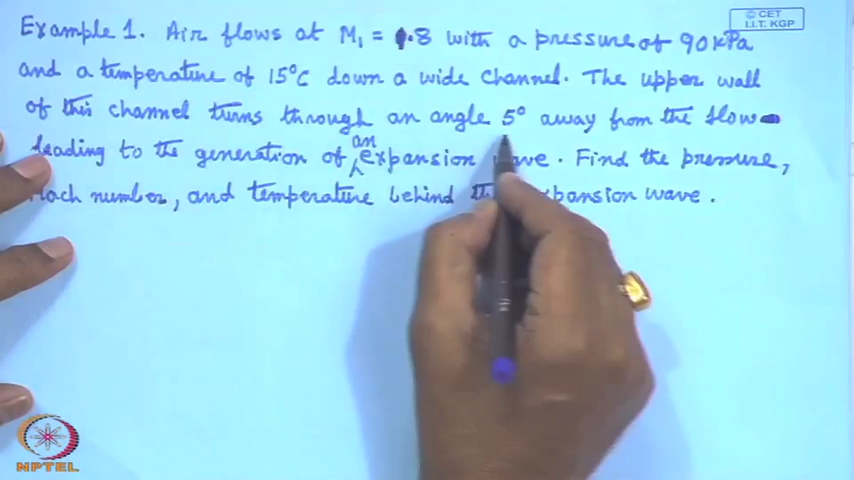 © CET
I.I.T. KGP
Example 1. Air flows at M₁ = 1.8 with a pressure of 90 kPa
and a temperature of 15°C down a wide channel. The upper wall
of this channel turns through an angle 5° away from the flow
leading to the generation of an expansion wave. Find the pressure,
Mach number, and temperature behind the expansion wave.
NPTEL